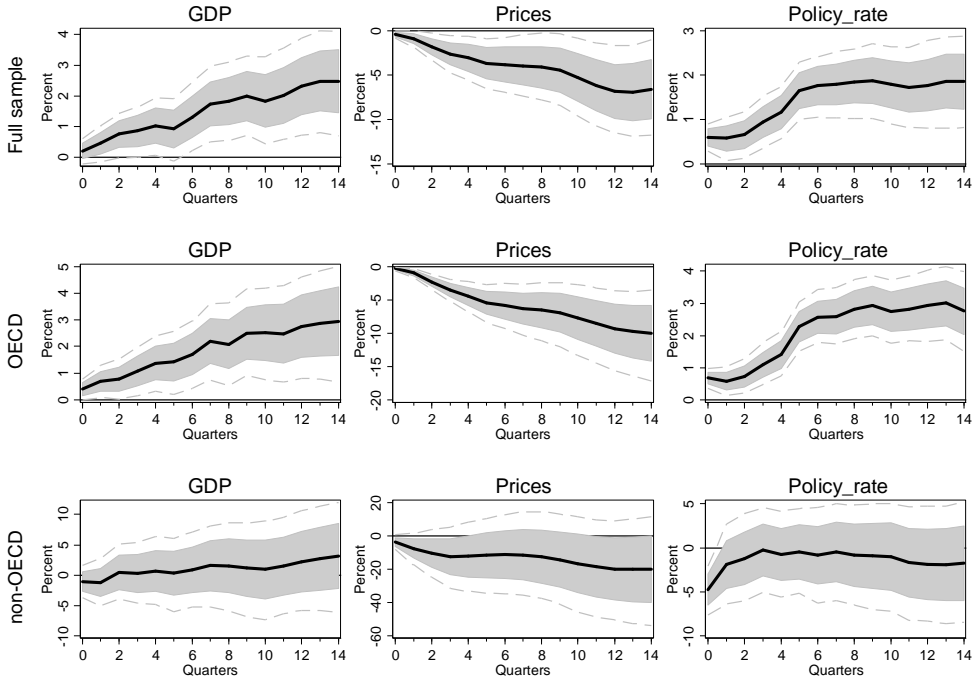 GDP
Prices
Policy_rate
Full sample
Percent
4
3
2
1
0
0 2 4 6 8 10 12 14
Quarters
Percent
0
-5
-10
-15
0 2 4 6 8 10 12 14
Quarters
Percent
3
2
1
0
0 2 4 6 8 10 12 14
Quarters
GDP
Prices
Policy_rate
OECD
Percent
5
4
3
2
1
0
0 2 4 6 8 10 12 14
Quarters
Percent
0
-5
-10
-15
-20
0 2 4 6 8 10 12 14
Quarters
Percent
4
3
2
1
0
0 2 4 6 8 10 12 14
Quarters
GDP
Prices
Policy_rate
non-OECD
Percent
10
5
0
-5
-10
0 2 4 6 8 10 12 14
Quarters
Percent
20
0
-20
-40
-60
0 2 4 6 8 10 12 14
Quarters
Percent
5
0
-5
-10
0 2 4 6 8 10 12 14
Quarters